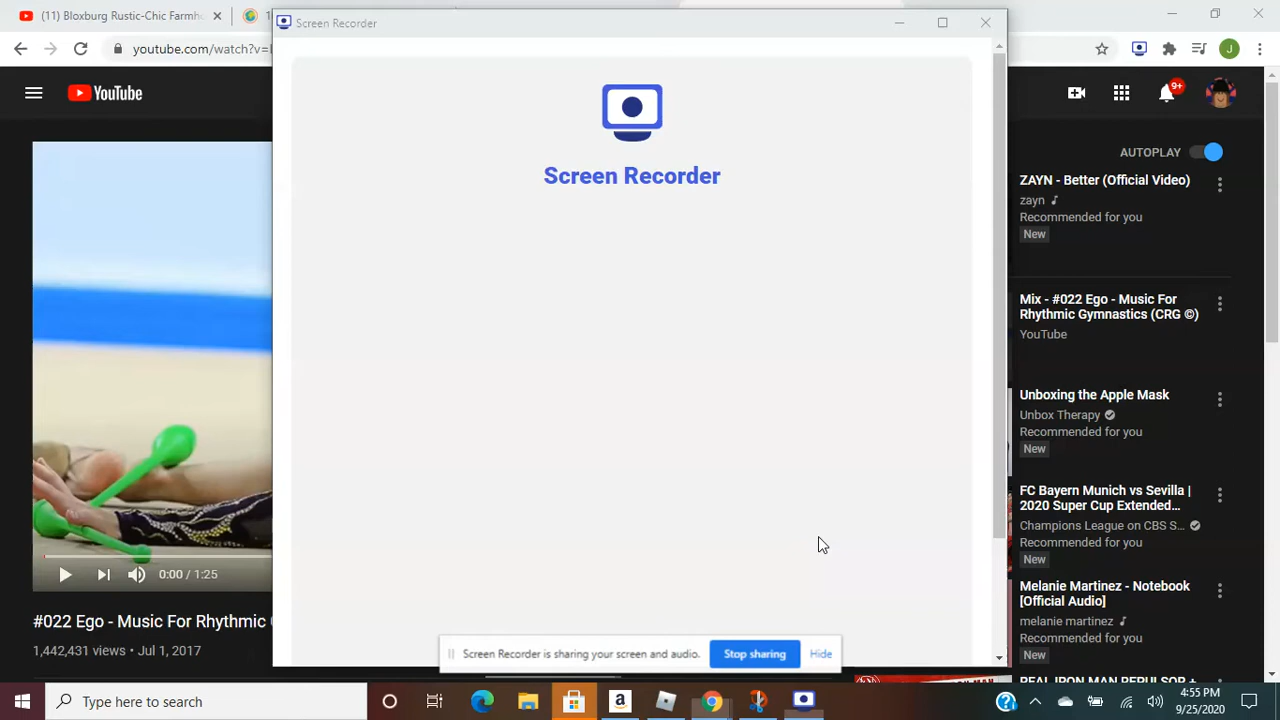 (11) Bloxburg Rustic-Chic Farmh
Screen Recorder
youtube.com/watch?v=
J
YouTube
9+
Screen Recorder
AUTOPLAY
ZAYN - Better (Official Video)
zayn
Recommended for you
New
Mix - #022 Ego - Music For
Rhythmic Gymnastics (CRG ©)
YouTube
Unboxing the Apple Mask
Unbox Therapy
Recommended for you
New
FC Bayern Munich vs Sevilla |
2020 Super Cup Extended...
Champions League on CBS S...
Recommended for you
New
Melanie Martinez - Notebook
[Official Audio]
melanie martinez
Recommended for you
New
REAL IRON MAN REPULSOR +
0:00 / 1:25
#022 Ego - Music For Rhythmic
1,442,431 views • Jul 1, 2017
Screen Recorder is sharing your screen and audio.
Stop sharing
Hide
Type here to search
a
4:55 PM
9/25/2020